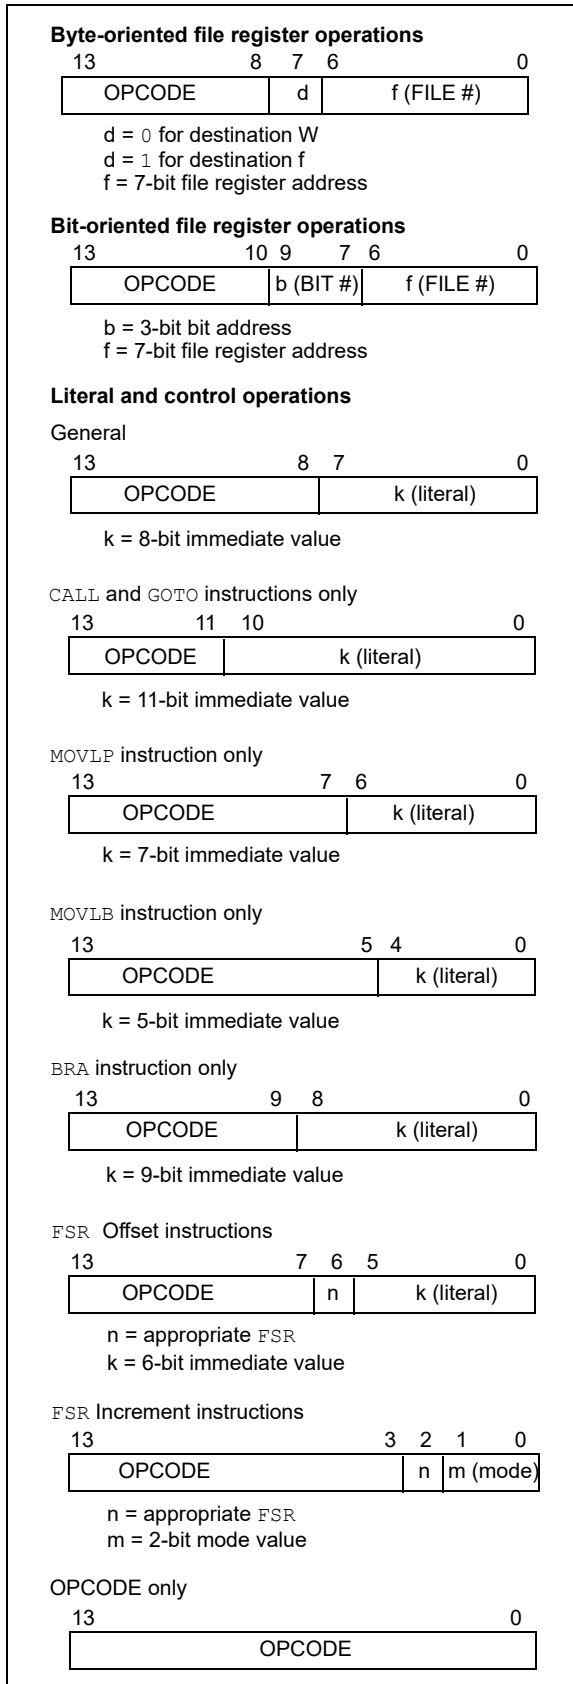 Byte-oriented file register operations
13 8 7 6 0
OPCODE d f (FILE #)
d = 0 for destination W
d = 1 for destination f
f = 7-bit file register address
Bit-oriented file register operations
13 10 9 7 6 0
OPCODE b (BIT #) f (FILE #)
b = 3-bit bit address
f = 7-bit file register address
Literal and control operations
General
13 8 7 0
OPCODE k (literal)
k = 8-bit immediate value
CALL and GOTO instructions only
13 11 10 0
OPCODE k (literal)
k = 11-bit immediate value
MOVLP instruction only
13 7 6 0
OPCODE k (literal)
k = 7-bit immediate value
MOVLB instruction only
13 5 4 0
OPCODE k (literal)
k = 5-bit immediate value
BRA instruction only
13 9 8 0
OPCODE k (literal)
k = 9-bit immediate value
FSR Offset instructions
13 7 6 5 0
OPCODE n k (literal)
n = appropriate FSR
k = 6-bit immediate value
FSR Increment instructions
13 3 2 1 0
OPCODE n m (mode)
n = appropriate FSR
m = 2-bit mode value
OPCODE only
13 0
OPCODE